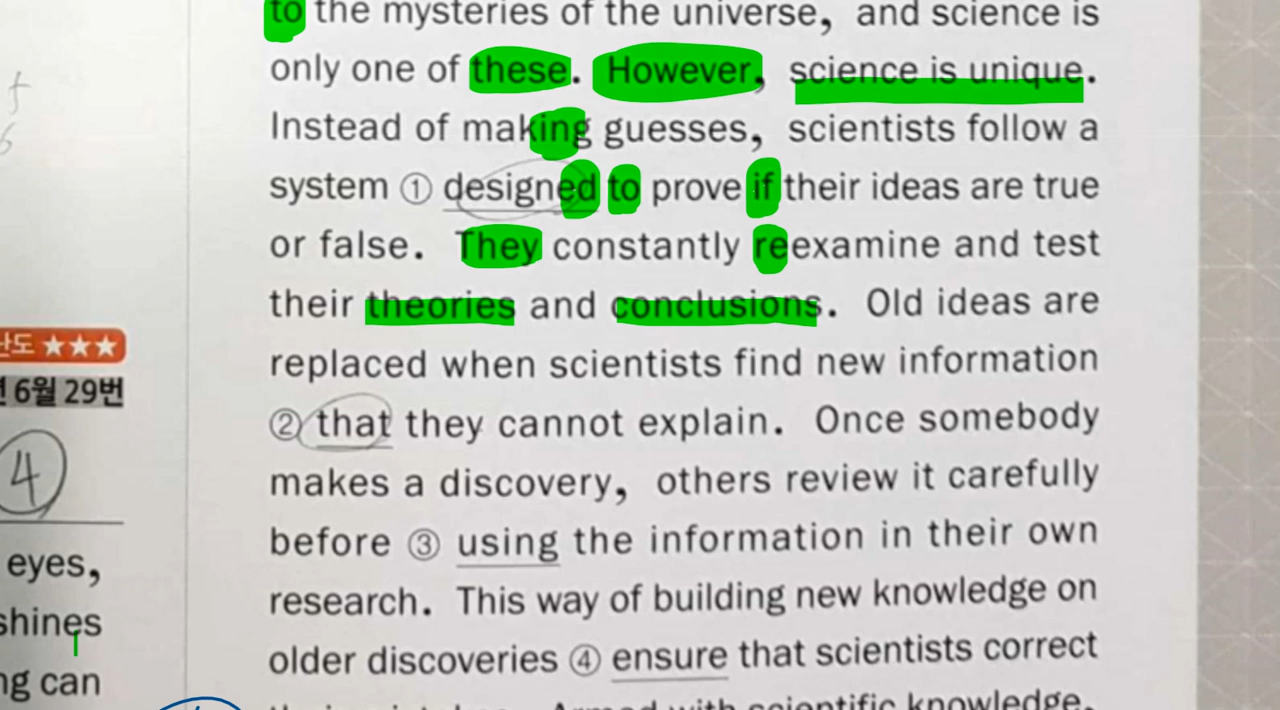 to the mysteries of the universe, and science is
only one of these. However, science is unique.
Instead of making guesses, scientists follow a
system ① designed to prove if their ideas are true
or false. They constantly reexamine and test
their theories and conclusions. Old ideas are
replaced when scientists find new information
② that they cannot explain. Once somebody
makes a discovery, others review it carefully
before ③ using the information in their own
research. This way of building new knowledge on
older discoveries ④ ensure that scientists correct
Armed with scientific knowledge,
난도 ★★★
6월 29번
④
eyes,
shines
can